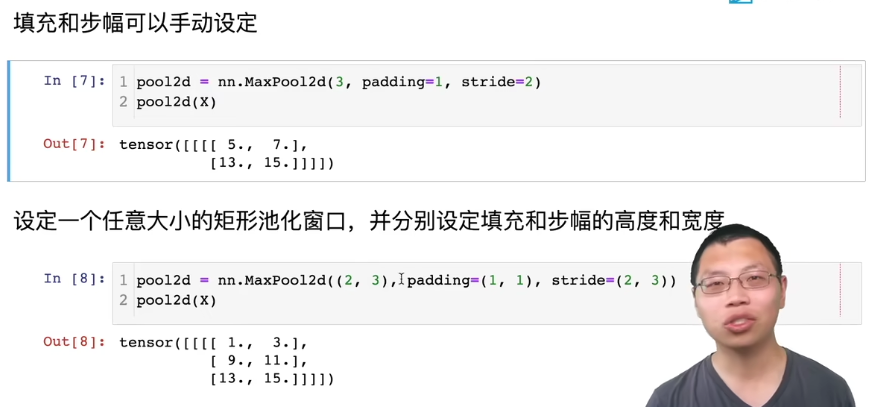 填充和步幅可以手动设定
In [7]:
1 pool2d = nn.MaxPool2d(3, padding=1, stride=2)
2 pool2d(X)
Out[7]: tensor([[[[ 5.,  7.],
[13., 15.]]]])
设定一个任意大小的矩形池化窗口，并分别设定填充和步幅的高度和宽度
In [8]:
1 pool2d = nn.MaxPool2d((2, 3), padding=(1, 1), stride=(2, 3))
2 pool2d(X)
Out[8]: tensor([[[[ 1.,  3.],
[ 9., 11.],
[13., 15.]]]])